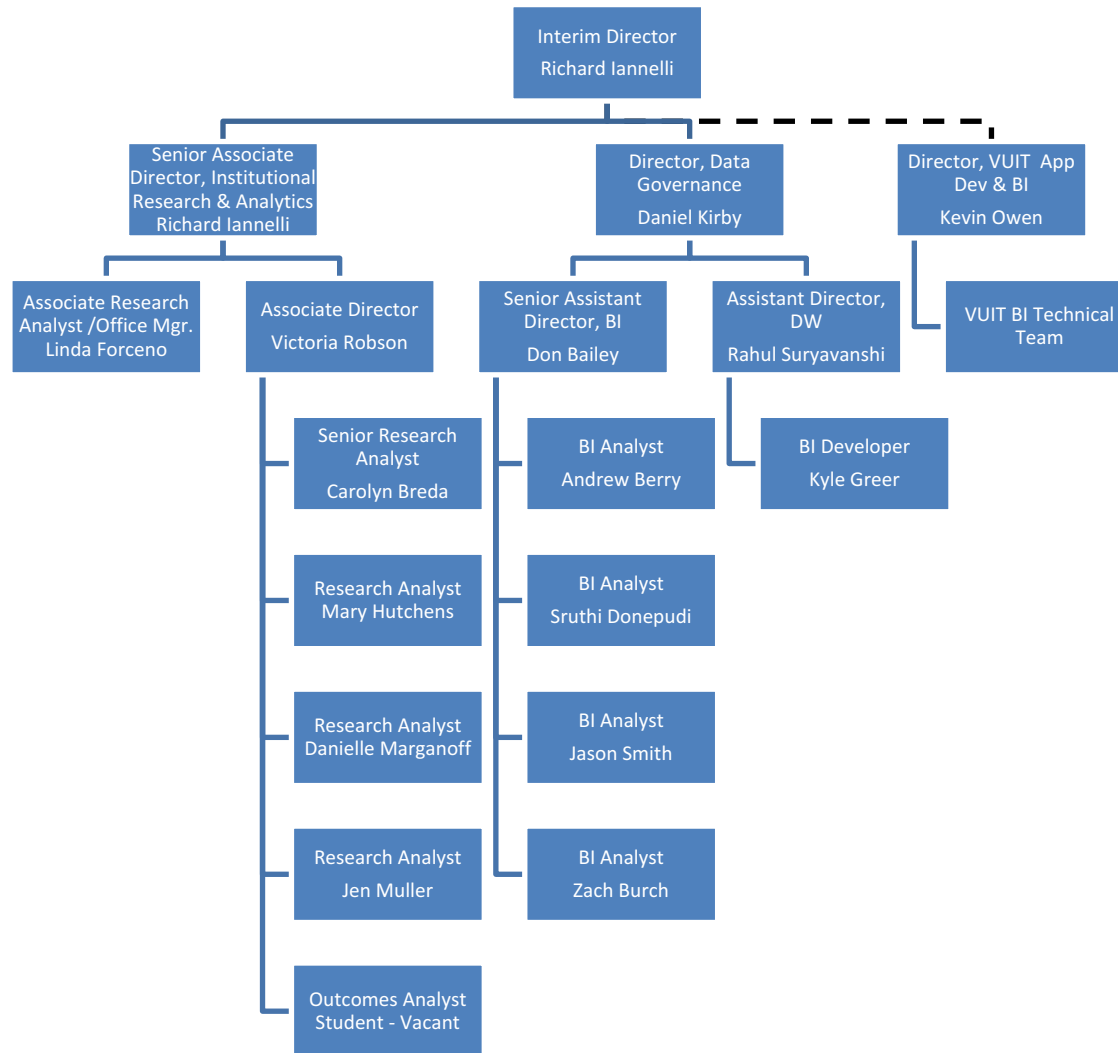 Interim Director
Richard Iannelli
Senior Associate
Director, Institutional
Research & Analytics
Richard Iannelli
Director, Data
Governance
Daniel Kirby
Director, VUIT App
Dev & BI
Kevin Owen
Associate Research
Analyst /Office Mgr.
Linda Forceno
Associate Director
Victoria Robson
Senior Assistant
Director, BI
Don Bailey
Assistant Director,
DW
Rahul Suryavanshi
VUIT BI Technical
Team
Senior Research
Analyst
Carolyn Breda
BI Analyst
Andrew Berry
BI Developer
Kyle Greer
Research Analyst
Mary Hutchens
BI Analyst
Sruthi Donepudi
Research Analyst
Danielle Marganoff
BI Analyst
Jason Smith
Research Analyst
Jen Muller
BI Analyst
Zach Burch
Outcomes Analyst
Student - Vacant